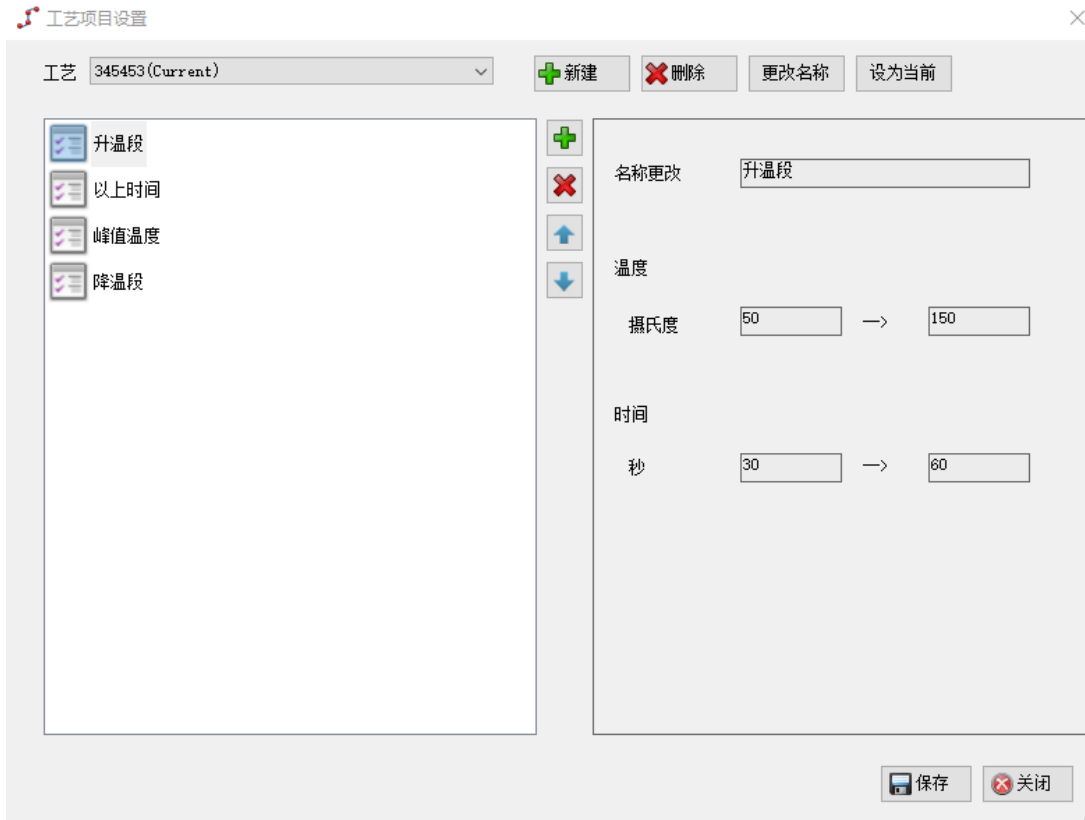 工艺项目设置
工艺 345453(Current) 新建 删除 更改名称 设为当前
升温段
以上时间
峰值温度
降温段
名称更改 升温段
温度
摄氏度 50 —> 150
时间
秒 30 —> 60
保存 关闭